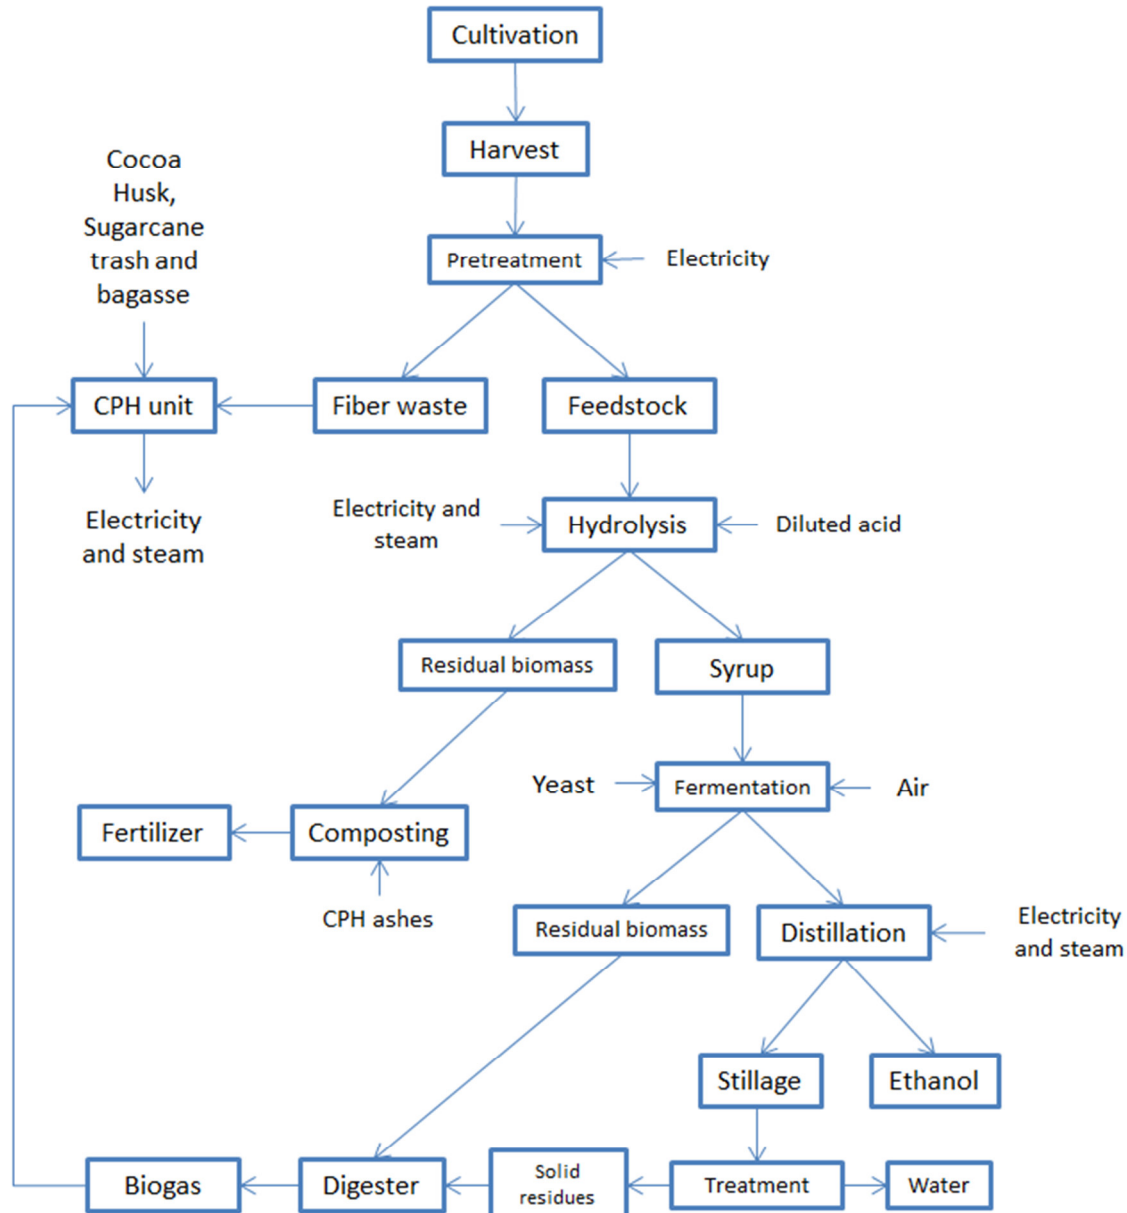 Cultivation
Harvest
Cocoa
Husk,
Sugarcane
trash and
bagasse
Pretreatment
Electricity
CPH unit
Fiber waste
Feedstock
Electricity
and steam
Electricity and
steam
Hydrolysis
Diluted acid
Residual biomass
Syrup
Yeast
Fermentation
Air
Fertilizer
Composting
CPH ashes
Residual biomass
Distillation
Electricity
and steam
Stillage
Ethanol
Biogas
Digester
Solid
residues
Treatment
Water